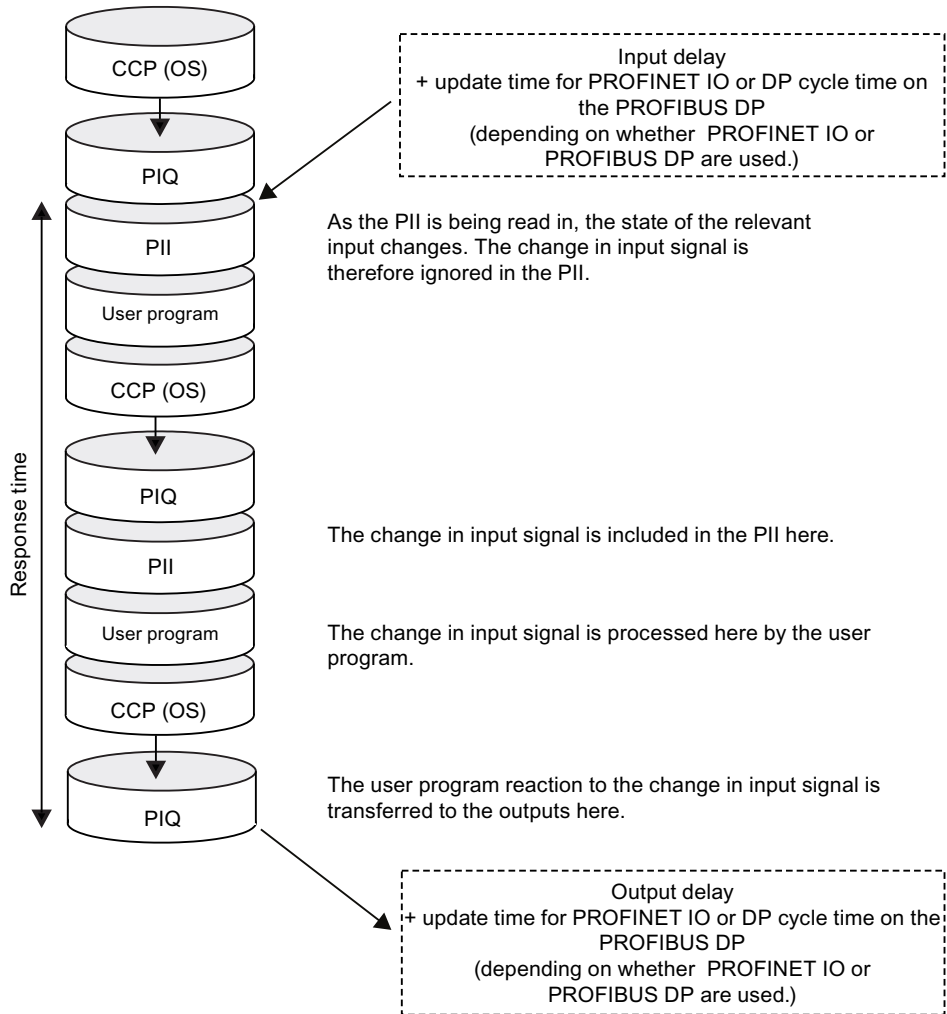 CCP (OS)
Input delay
+ update time for PROFINET IO or DP cycle time on
the PROFIBUS DP
(depending on whether PROFINET IO or
PROFIBUS DP are used.)
PIQ
PII
As the PII is being read in, the state of the relevant
input changes. The change in input signal is
therefore ignored in the PII.
User program
CCP (OS)
Response time
PIQ
The change in input signal is included in the PII here.
PII
User program
The change in input signal is processed here by the user
program.
CCP (OS)
The user program reaction to the change in input signal is
transferred to the outputs here.
PIQ
Output delay
+ update time for PROFINET IO or DP cycle time on the
PROFIBUS DP
(depending on whether PROFINET IO or
PROFIBUS DP are used.)